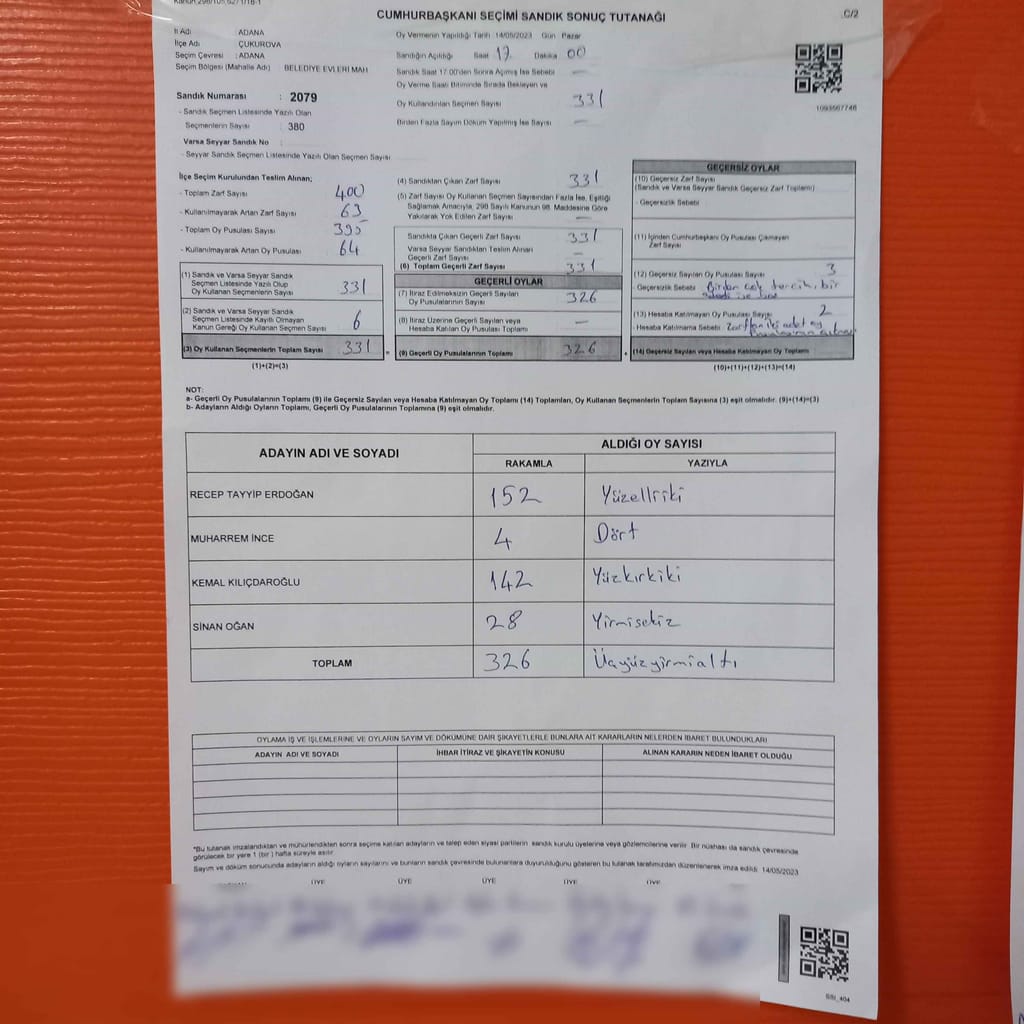 CUMHURBAŞKANI SEÇİMİ SANDIK SONUÇ TUTANAĞI
C/2
İl Adı : ADANA
İlçe Adı : ÇUKUROVA
Seçim Çevresi : ADANA
Seçim Bölgesi (Mahalle Adı) BELEDİYE EVLERİ MAH
Sandık Numarası : 2079
- Sandık Seçmen Listesinde Yazılı Olan
Seçmenlerin Sayısı : 380
Varsa Seyyar Sandık No :
- Seyyar Sandık Seçmen Listesinde Yazılı Olan Seçmen Sayısı
Oy Vermenin Yapıldığı Tarih 14/05/2023 Gün Pazar
Sandığın Açıldığı Saat 17 Dakika 00
Sandık Saat 17.00'den Sonra Açılmış İse Sebebi —
Oy Verme Saati Bitiminde Sırada Bekleyen ve
Oy Kullandırılan Seçmen Sayısı 331
Birden Fazla Sayım Döküm Yapılmış İse Sayısı —
1093567746
İlçe Seçim Kurulundan Teslim Alınan;
- Toplam Zarf Sayısı 400
- Kullanılmayarak Artan Zarf Sayısı 63
- Toplam Oy Pusulası Sayısı 395
- Kullanılmayarak Artan Oy Pusulası 64
(1) Sandık ve Varsa Seyyar Sandık
Seçmen Listesinde Yazılı Olup
Oy Kullanan Seçmenlerin Sayısı 331
(2) Sandık ve Varsa Seyyar Sandık
Seçmen Listesinde Kayıtlı Olmayan
Kanun Gereği Oy Kullanan Seçmen Sayısı 6
(3) Oy Kullanan Seçmenlerin Toplam Sayısı 331
(1)+(2)=(3)
(4) Sandıktan Çıkan Zarf Sayısı 331
(5) Zarf Sayısı Oy Kullanan Seçmen Sayısından Fazla İse, Eşitliği
Sağlamak Amacıyla, 298 Sayılı Kanunun 98. Maddesine Göre
Yakılarak Yok Edilen Zarf Sayısı —
Sandıkta Çıkan Geçerli Zarf Sayısı 331
Varsa Seyyar Sandıktan Teslim Alınan
Geçerli Zarf Sayısı —
(6) Toplam Geçerli Zarf Sayısı 331
GEÇERLİ OYLAR
(7) İtiraz Edilmeksizin Geçerli Sayılan
Oy Pusulalarının Sayısı 326
(8) İtiraz Üzerine Geçerli Sayılan veya
Hesaba Katılan Oy Pusulası Toplamı —
(9) Geçerli Oy Pusulalarının Toplamı 326
GEÇERSİZ OYLAR
(10) Geçersiz Zarf Sayısı
(Sandık ve Varsa Seyyar Sandık Geçersiz Zarf Toplamı)
- Geçersizlik Sebebi
(11) İçinden Cumhurbaşkanı Oy Pusulası Çıkmayan
Zarf Sayısı
(12) Geçersiz Sayılan Oy Pusulası Sayısı 3
- Geçersizlik Sebebi Birden çok tercih, bir
(13) Hesaba Katılmayan Oy Pusulası Sayısı 2
- Hesaba Katılmama Sebebi Zarftan iki adet oy
(14) Geçersiz Sayılan veya Hesaba Katılmayan Oy Toplamı
(10)+(11)+(12)+(13)=(14)
NOT:
a- Geçerli Oy Pusulalarının Toplamı (9) ile Geçersiz Sayılan veya Hesaba Katılmayan Oy Toplamı (14) Toplamları, Oy Kullanan Seçmenlerin Toplam Sayısına (3) eşit olmalıdır. (9)+(14)=(3)
b- Adayların Aldığı Oyların Toplamı, Geçerli Oy Pusulalarının Toplamına (9) eşit olmalıdır.
ADAYIN ADI VE SOYADI ALDIĞI OY SAYISI
RAKAMLA YAZIYLA
RECEP TAYYİP ERDOĞAN 152 Yüzelliiki
MUHARREM İNCE 4 Dört
KEMAL KILIÇDAROĞLU 142 Yüzkırkiki
SİNAN OĞAN 28 Yirmisekiz
TOPLAM 326 Üçyüzyirmialtı
OYLAMA İŞ VE İŞLEMLERİNE VE OYLARIN SAYIM VE DÖKÜMÜNE DAİR ŞİKAYETLERLE BUNLARA AİT KARARLARIN NELERDEN İBARET BULUNDUKLARI
ADAYIN ADI VE SOYADI İHBAR İTİRAZ VE ŞİKAYETİN KONUSU ALINAN KARARIN NEDEN İBARET OLDUĞU
*Bu tutanak imzalandıktan ve mühürlendikten sonra seçime katılan adayların ve talep eden siyasi partilerin sandık kurulu üyelerine veya gözlemcilerine verilir. Bir nüshası da sandık çevresinde
görülecek bir yere 1 (bir) hafta süreyle asılır.
Sayım ve döküm sonucunda adayların aldığı oyların sayılarını ve bunların sandık çevresinde bulunanlara duyurulduğunu gösteren bu tutanak tarafımızdan düzenlenerek imza edildi. 14/05/2023
ÜYE ÜYE ÜYE ÜYE ÜYE
SSI_404